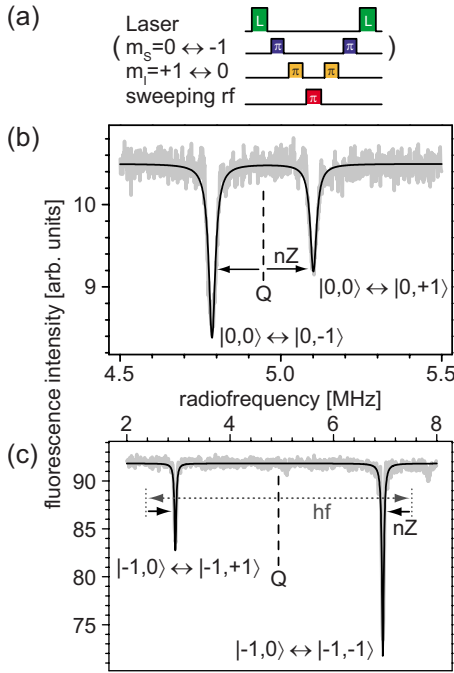 (a)
Laser
L L
( m_S=0 ↔ -1 π π )
m_I=+1 ↔ 0 π π
sweeping rf π
(b)
fluorescence intensity [arb. units]
10
9
nZ
Q
|0,0⟩ ↔ |0,+1⟩
|0,0⟩ ↔ |0,-1⟩
4.5 5.0 5.5
radiofrequency [MHz]
2 4 6 8
(c)
90
85
80
75
hf
nZ
Q
|-1,0⟩ ↔ |-1,+1⟩
|-1,0⟩ ↔ |-1,-1⟩